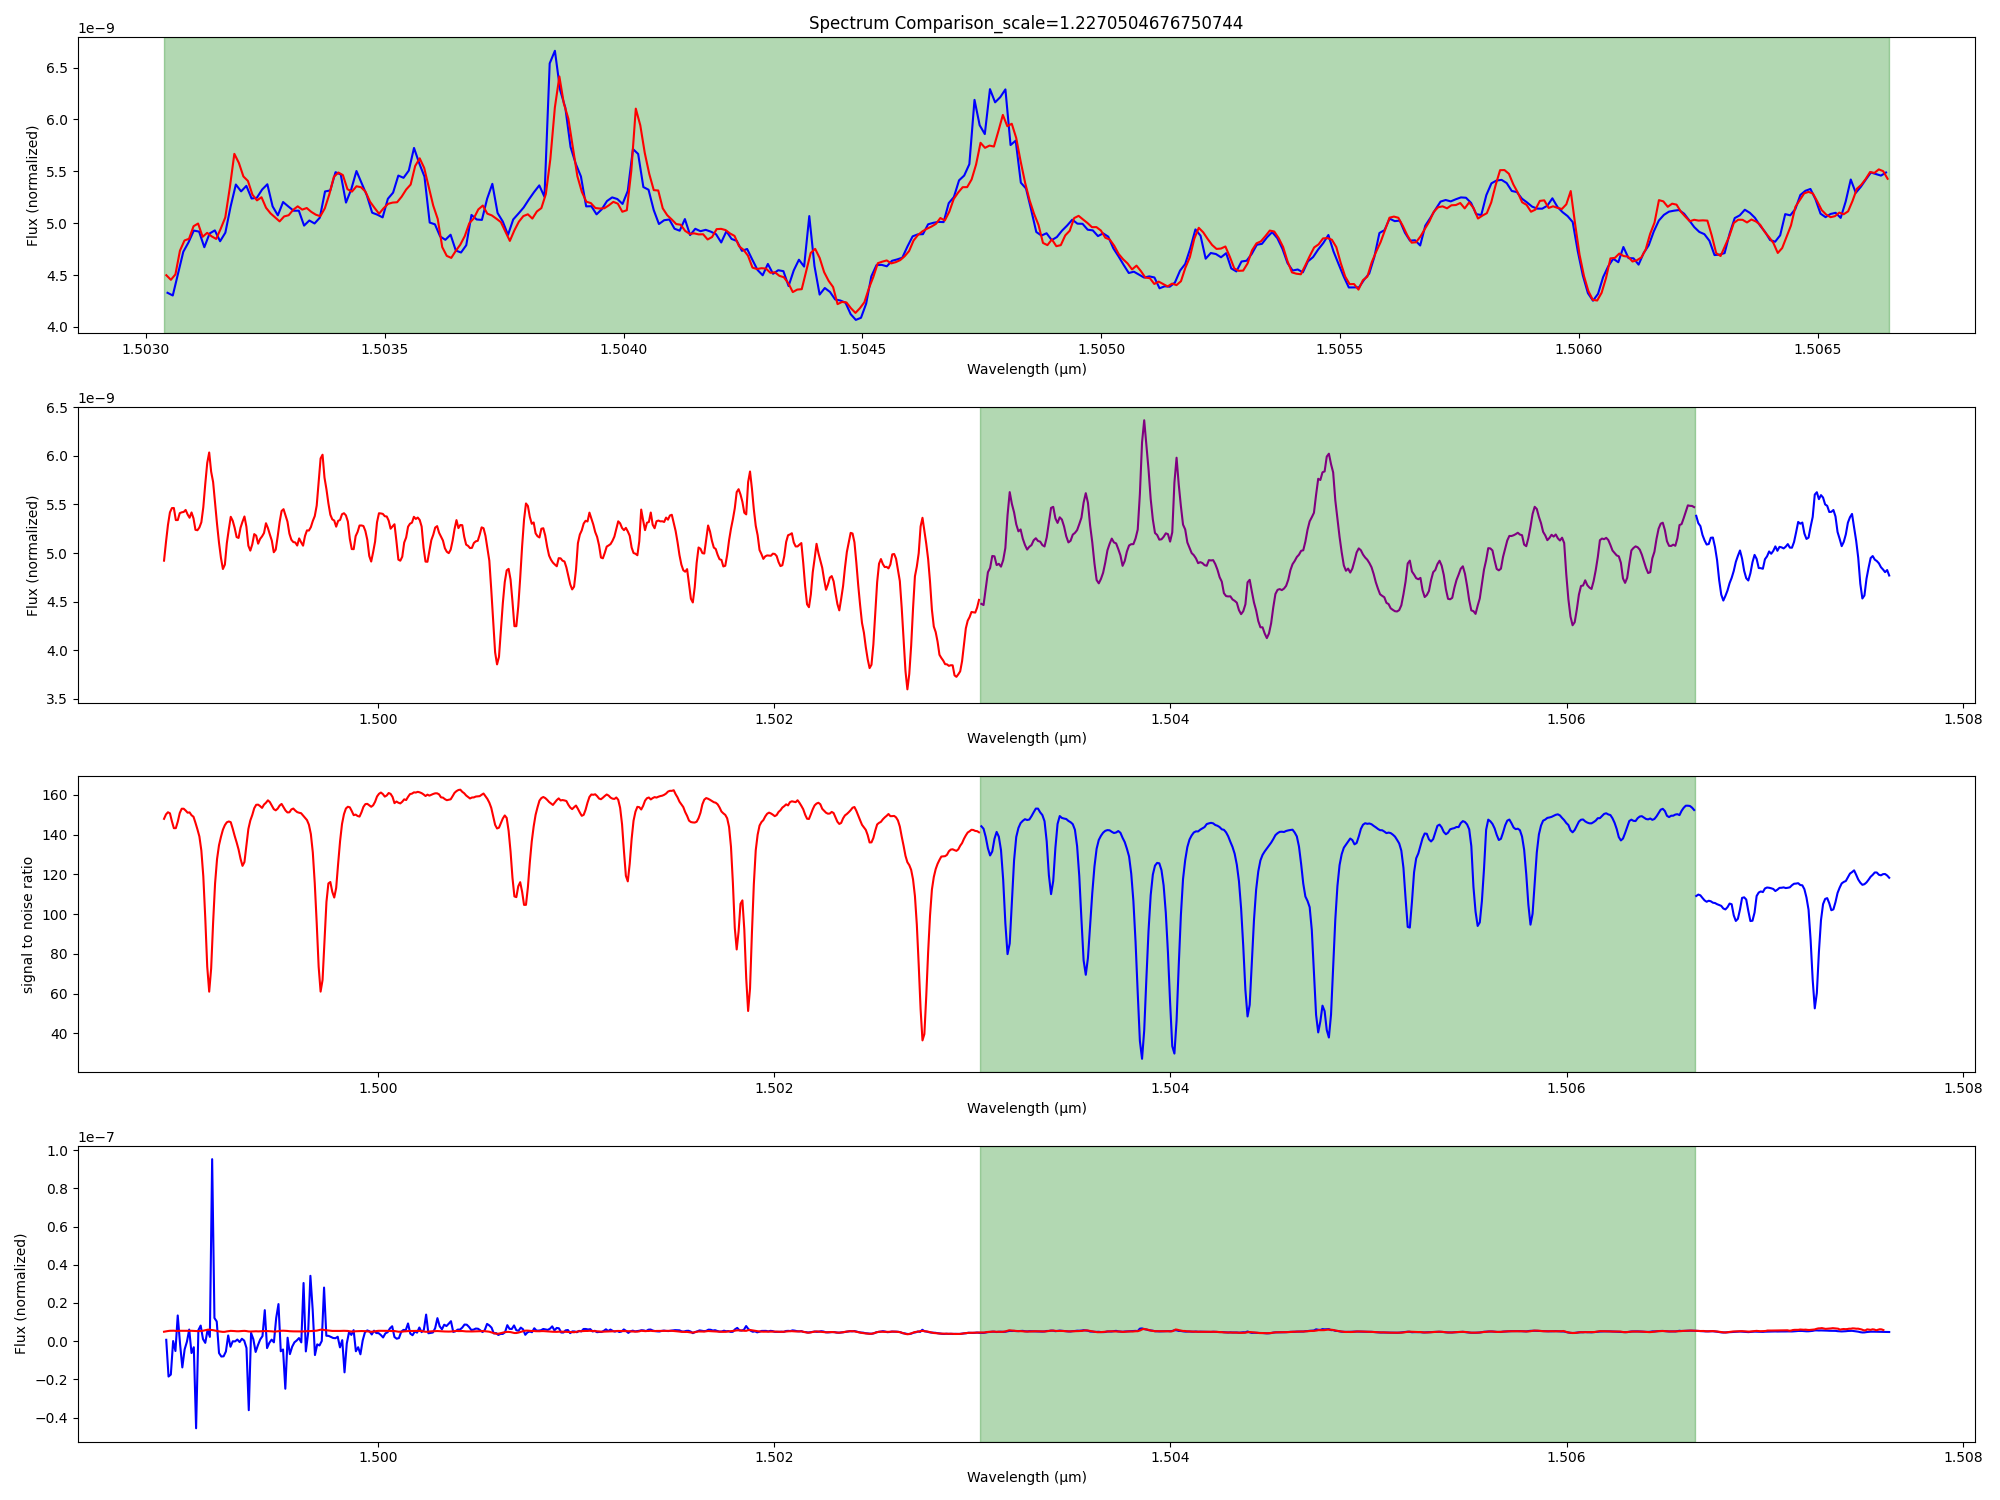 Spectrum Comparison_scale=1.2270504676750744
1e−9
6.5
6.0
5.5
5.0
4.5
4.0
Flux (normalized)
1.5030 1.5035 1.5040 1.5045 1.5050 1.5055 1.5060 1.5065
Wavelength (μm)
1e−9
6.5
6.0
5.5
5.0
4.5
4.0
3.5
Flux (normalized)
1.500 1.502 1.504 1.506 1.508
Wavelength (μm)
160
140
120
100
80
60
40
signal to noise ratio
1.500 1.502 1.504 1.506 1.508
Wavelength (μm)
1e−7
1.0
0.8
0.6
0.4
0.2
0.0
−0.2
−0.4
Flux (normalized)
1.500 1.502 1.504 1.506 1.508
Wavelength (μm)